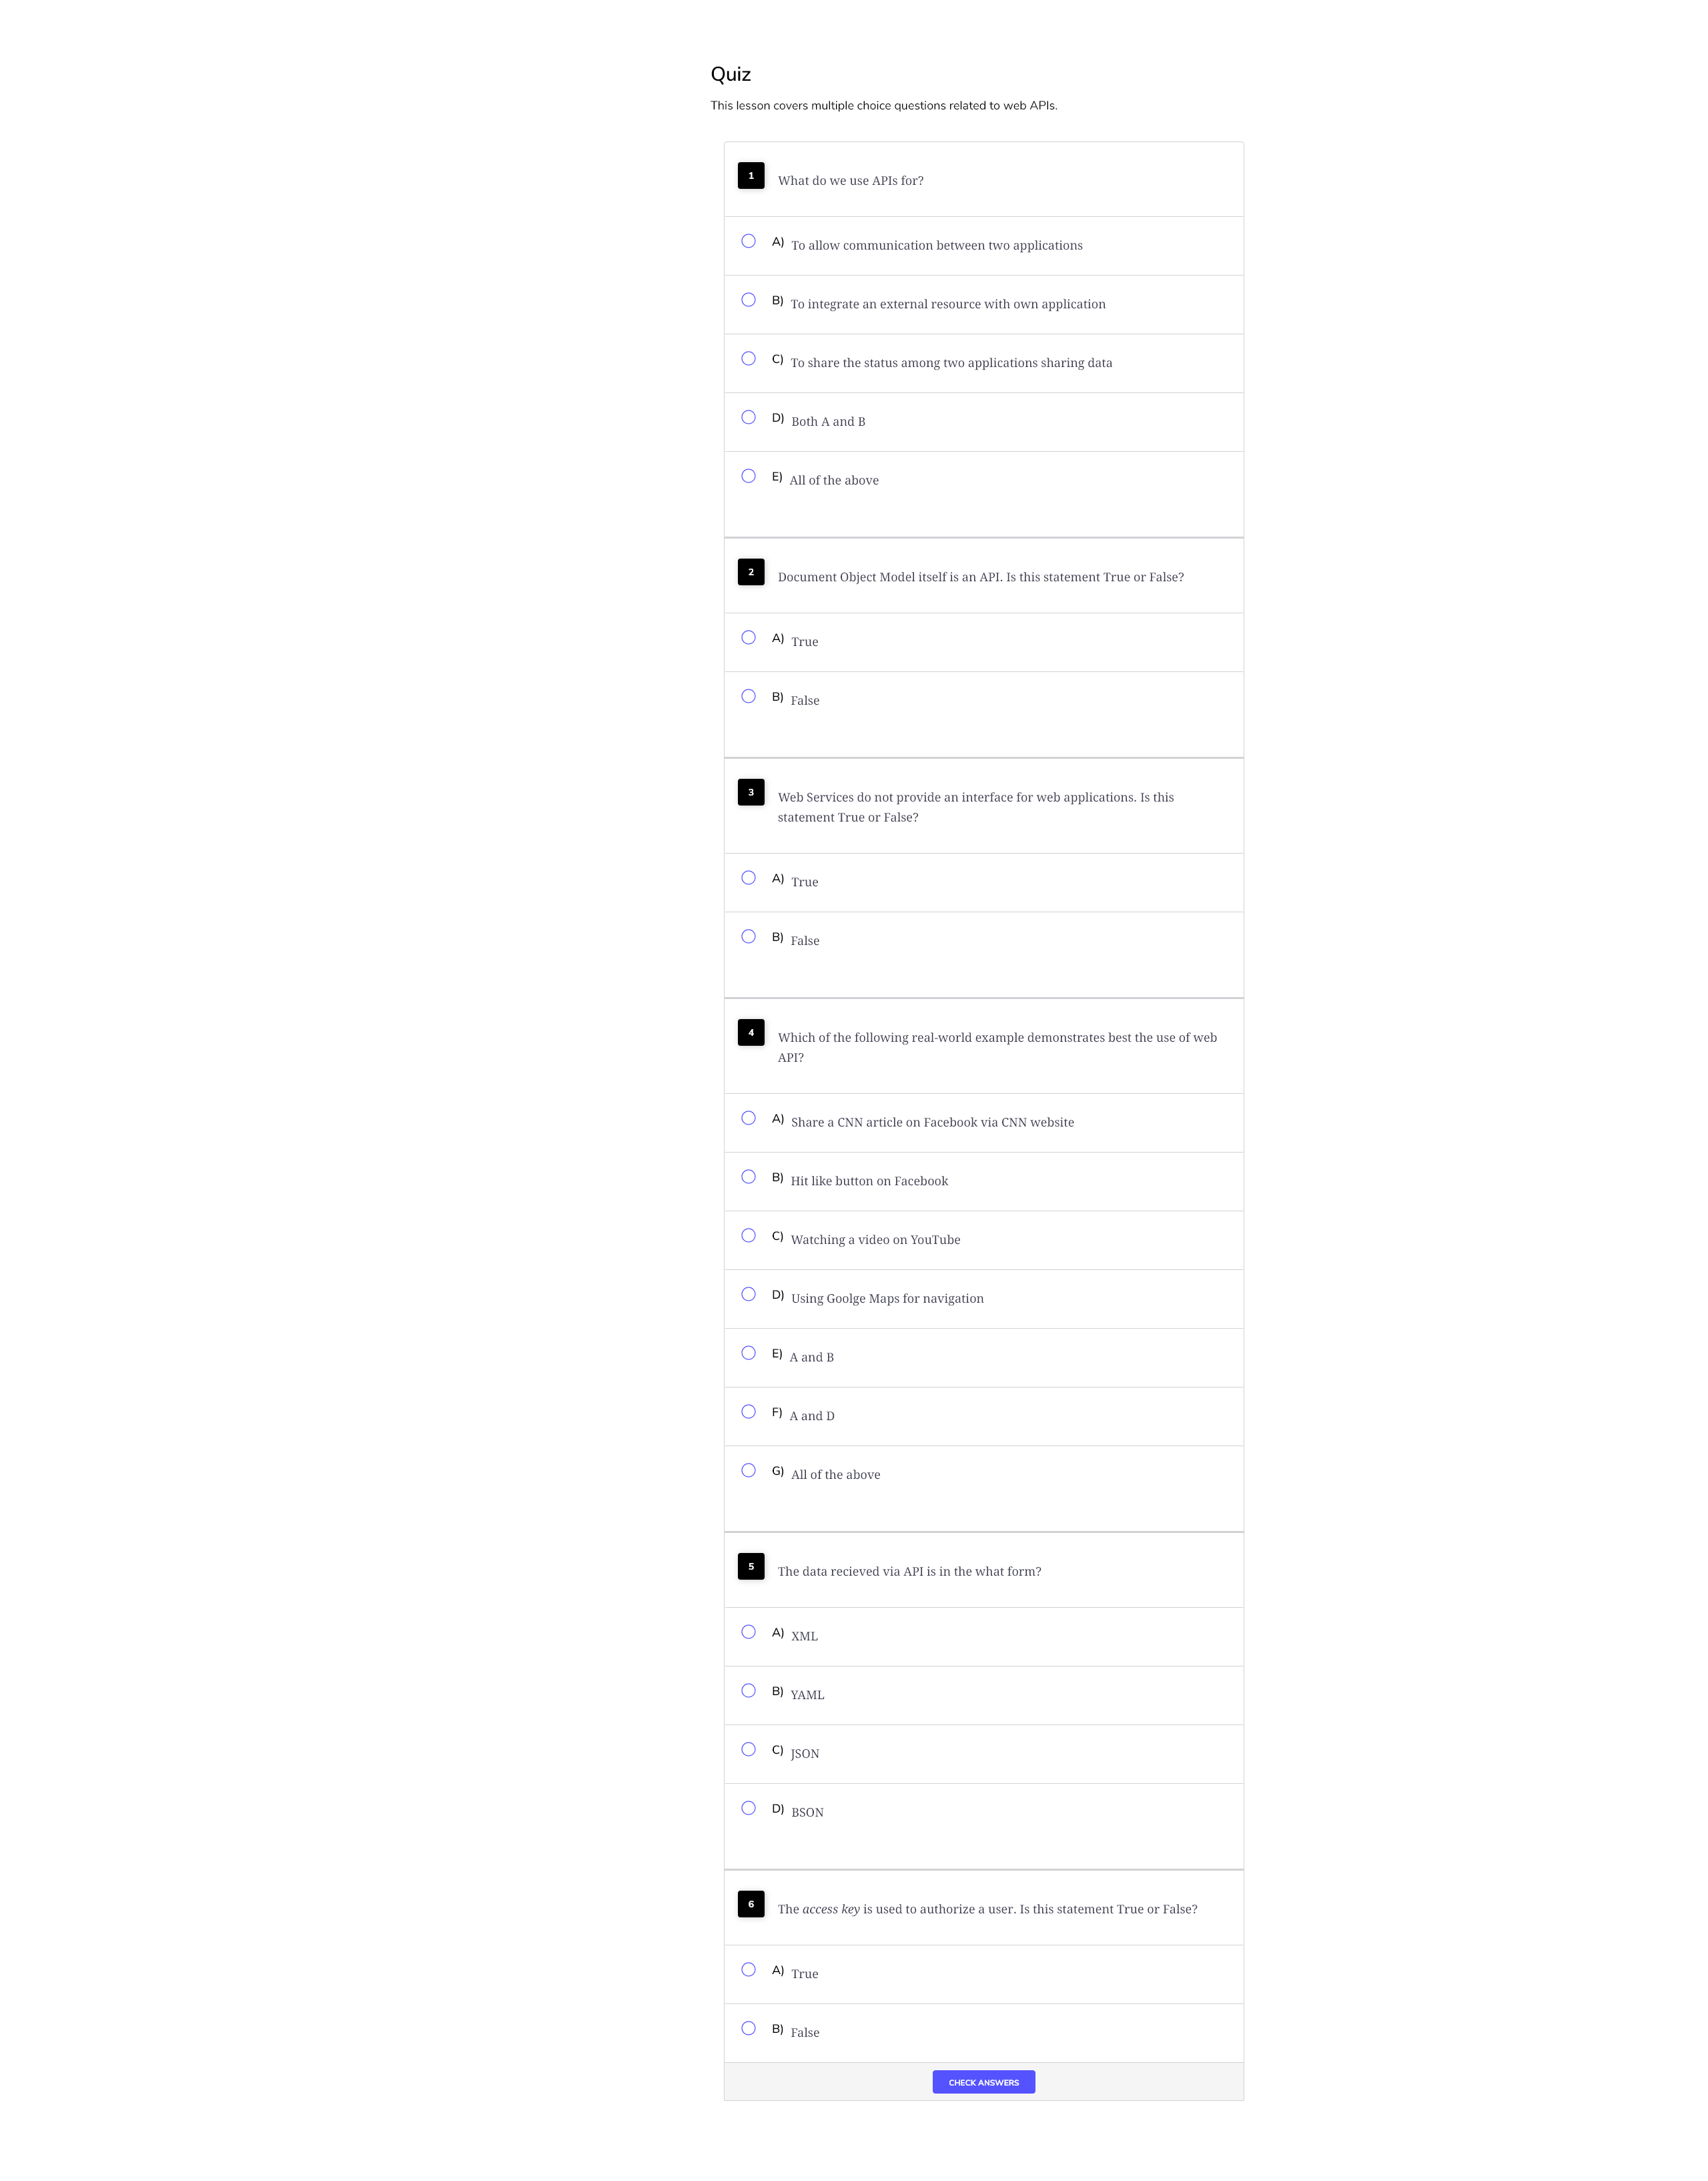 Quiz
This lesson covers multiple choice questions related to web APIs.
1 What do we use APIs for?
A) To allow communication between two applications
B) To integrate an external resource with own application
C) To share the status among two applications sharing data
D) Both A and B
E) All of the above
2 Document Object Model itself is an API. Is this statement True or False?
A) True
B) False
3 Web Services do not provide an interface for web applications. Is this
statement True or False?
A) True
B) False
4 Which of the following real-world example demonstrates best the use of web
API?
A) Share a CNN article on Facebook via CNN website
B) Hit like button on Facebook
C) Watching a video on YouTube
D) Using Goolge Maps for navigation
E) A and B
F) A and D
G) All of the above
5 The data recieved via API is in the what form?
A) XML
B) YAML
C) JSON
D) BSON
6 The access key is used to authorize a user. Is this statement True or False?
A) True
B) False
CHECK ANSWERS